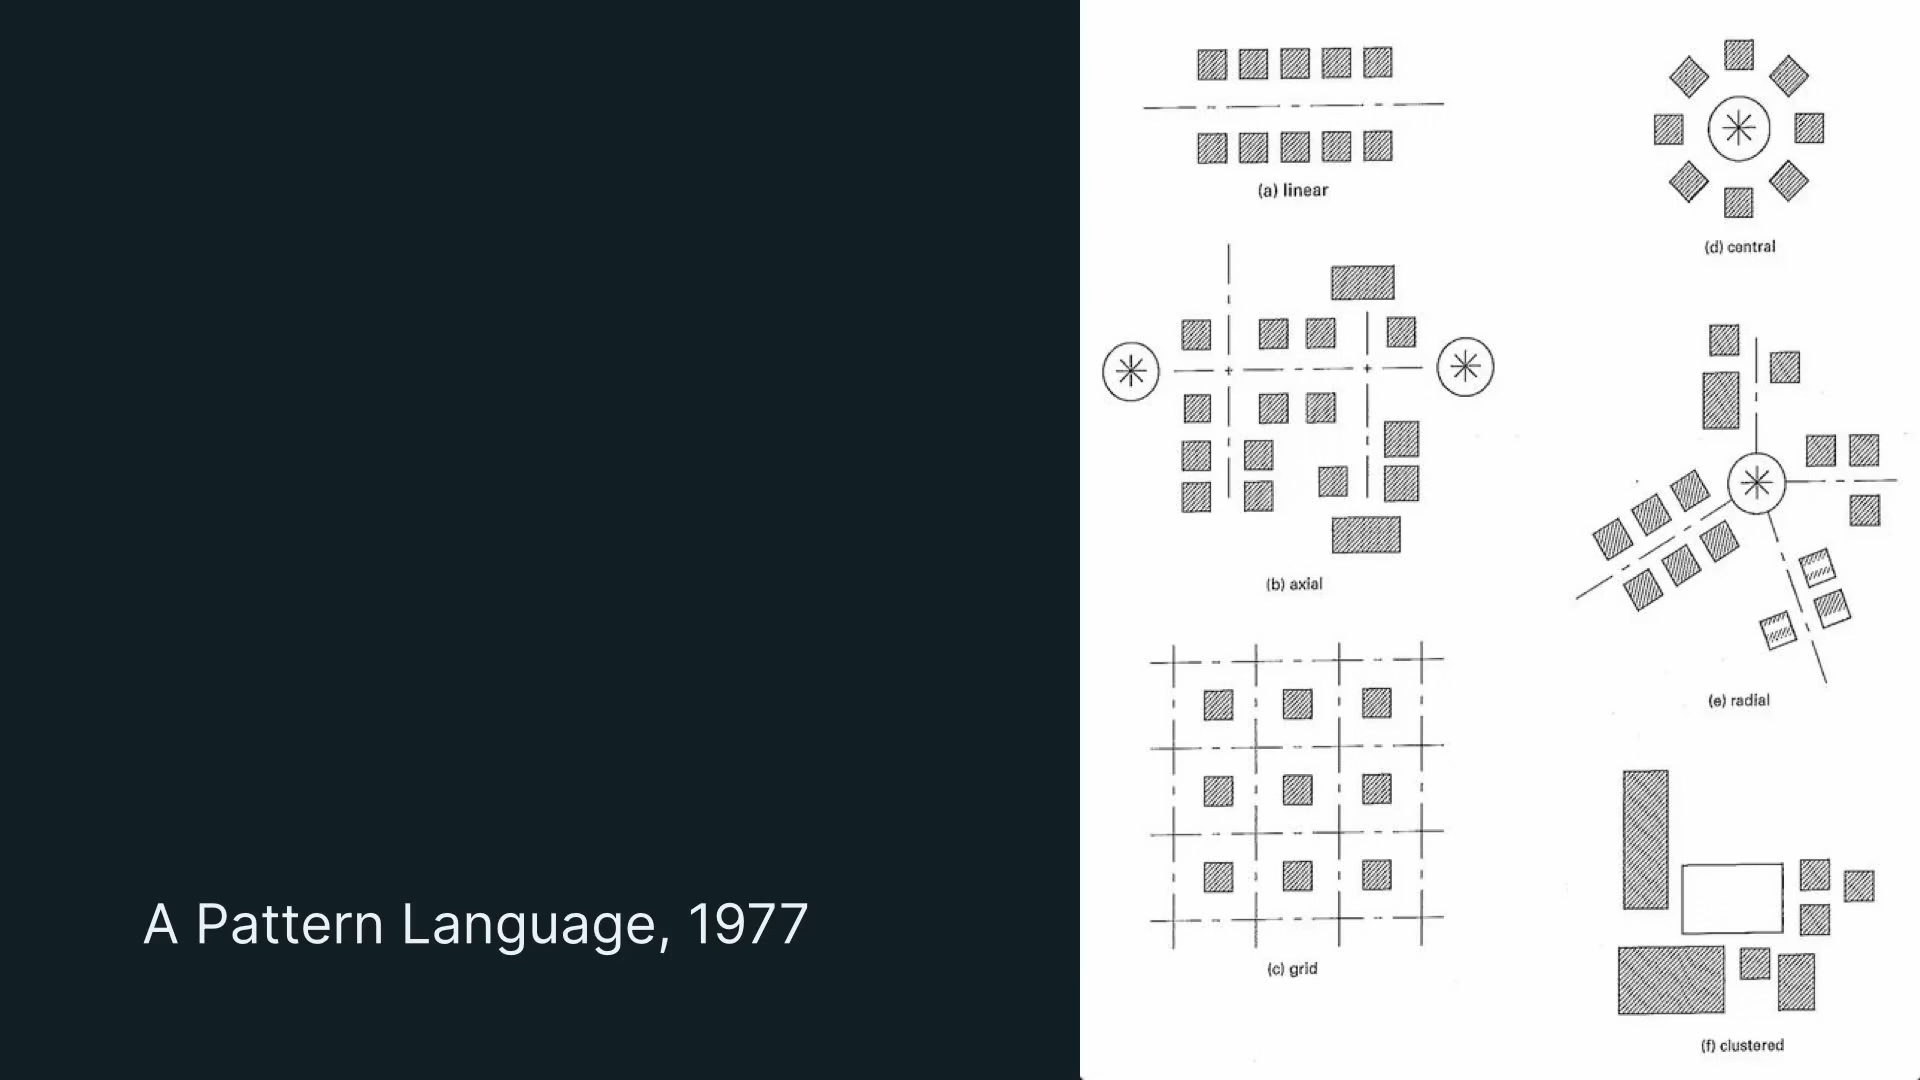 A Pattern Language, 1977
(a) linear
(b) axial
(c) grid
(d) central
(e) radial
(f) clustered